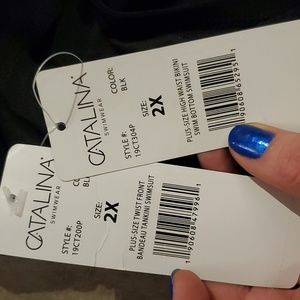 CATALINA
SWIMWEAR
COLOR:
BLK
STYLE #:
19CT304P
SIZE:
2X
PLUS-SIZE HIGH WAIST BIKINI
SWIM BOTTOM SWIMSUIT
CATALINA
SWIMWEAR
BLK
STYLE #:
19CT200P
SIZE:
2X
PLUS-SIZE TWIST FRONT
BANDEAU TANKINI SWIMSUIT